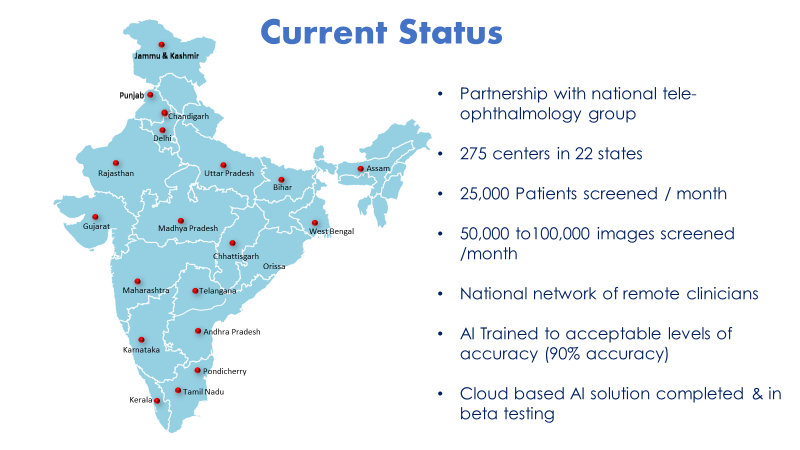 Current Status
Jammu & Kashmir
Punjab
Chandigarh
Delhi
Rajasthan
Uttar Pradesh
Bihar
Assam
Gujarat
Madhya Pradesh
West Bengal
Chhattisgarh
Orissa
Maharashtra
Telangana
Andhra Pradesh
Karnataka
Pondicherry
Tamil Nadu
Kerala
• Partnership with national tele-
ophthalmology group
• 275 centers in 22 states
• 25,000 Patients screened / month
• 50,000 to100,000 images screened
/month
• National network of remote clinicians
• AI Trained to acceptable levels of
accuracy (90% accuracy)
• Cloud based AI solution completed & in
beta testing